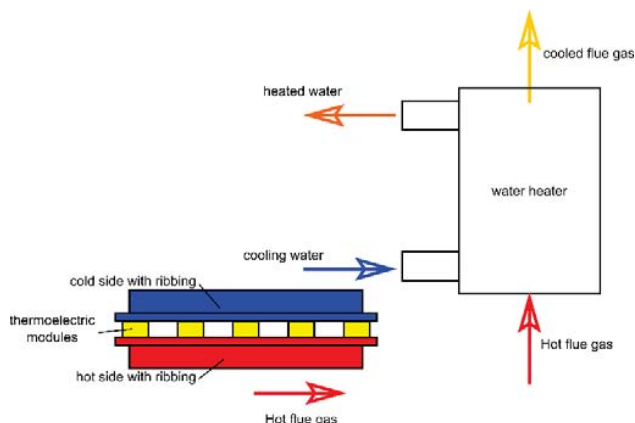 cooled flue gas
heated water
water heater
cooling water
cold side with ribbing
thermoelectric
modules
hot side with ribbing
Hot flue gas
Hot flue gas